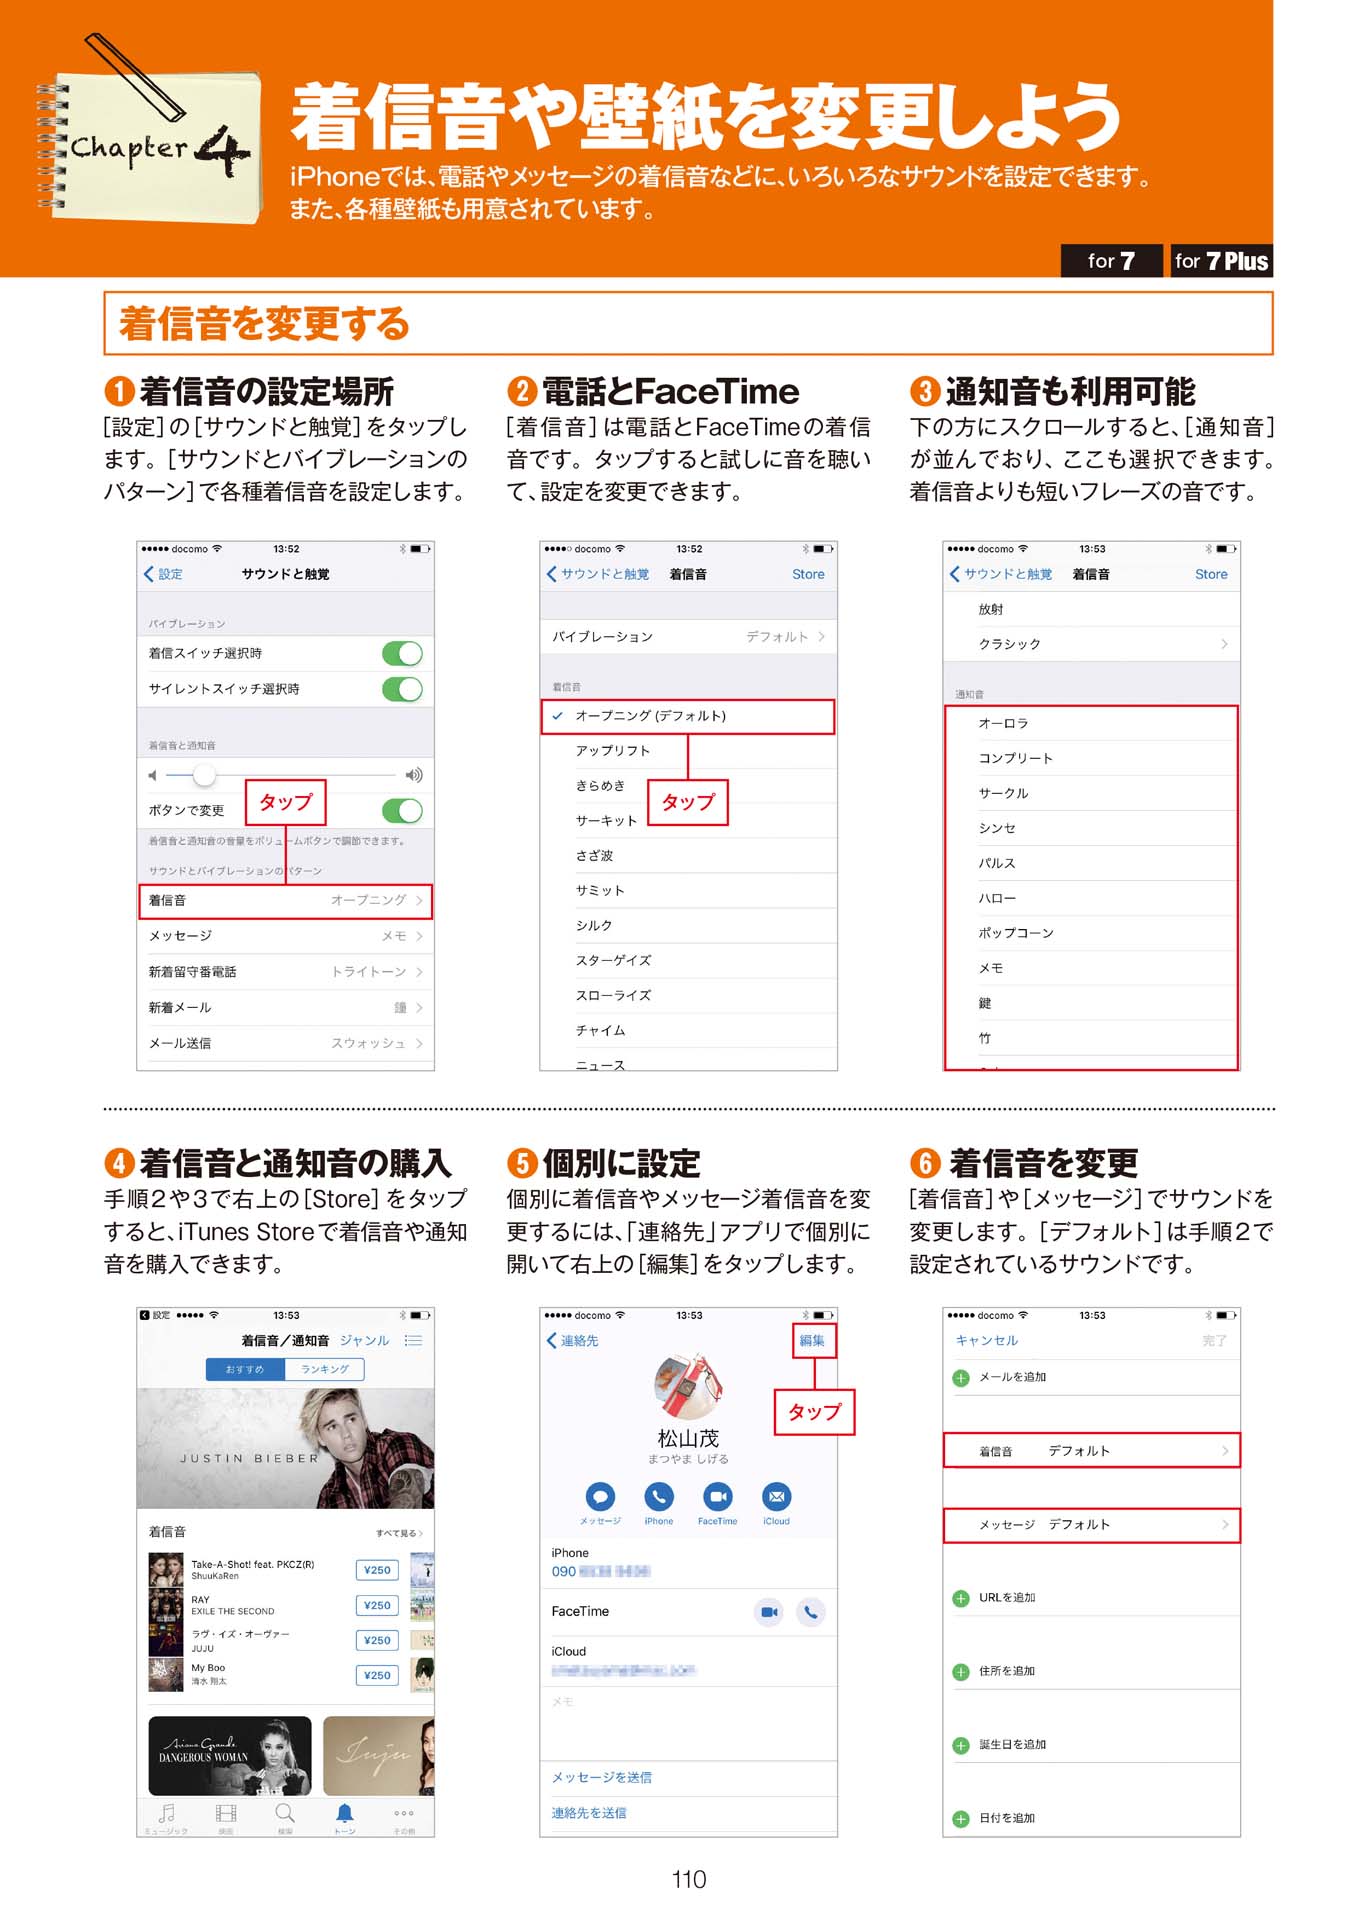 Chapter 4
着信音や壁紙を変更しよう
iPhoneでは、電話やメッセージの着信音などに、いろいろなサウンドを設定できます。
また、各種壁紙も用意されています。
for 7
for 7 Plus
着信音を変更する
❶着信音の設定場所
［設定］の［サウンドと触覚］をタップし
ます。［サウンドとバイブレーションの
パターン］で各種着信音を設定します。
docomo 13:52
設定 サウンドと触覚
バイブレーション
着信スイッチ選択時
サイレントスイッチ選択時
着信音と通知音
ボタンで変更
タップ
着信音と通知音の音量をボリュームボタンで調節できます。
サウンドとバイブレーションのパターン
着信音 オープニング
メッセージ メモ
新着留守番電話 トライトーン
新着メール 鐘
メール送信 スウォッシュ
❷電話とFaceTime
［着信音］は電話とFaceTimeの着信
音です。タップすると試しに音を聴い
て、設定を変更できます。
docomo 13:52
サウンドと触覚 着信音 Store
バイブレーション デフォルト
着信音
オープニング (デフォルト)
アップリフト
きらめき
タップ
サーキット
さざ波
サミット
シルク
スターゲイズ
スローライズ
チャイム
ニュース
❸通知音も利用可能
下の方にスクロールすると、［通知音］
が並んでおり、ここも選択できます。
着信音よりも短いフレーズの音です。
docomo 13:53
サウンドと触覚 着信音 Store
放射
クラシック
通知音
オーロラ
コンプリート
サークル
シンセ
パルス
ハロー
ポップコーン
メモ
鍵
竹
❹着信音と通知音の購入
手順２や３で右上の［Store］をタップ
すると、iTunes Storeで着信音や通知
音を購入できます。
設定 13:53
着信音／通知音 ジャンル
おすすめ ランキング
JUSTIN BIEBER
着信音 すべて見る
Take-A-Shot! feat. PKCZ(R)
ShuuKaRen
¥250
RAY
EXILE THE SECOND
¥250
ラヴ・イズ・オーヴァー
JUJU
¥250
My Boo
清水 翔太
¥250
Ariana Grande
DANGEROUS WOMAN
Juju
ミュージック 映画 検索 トーン その他
❺個別に設定
個別に着信音やメッセージ着信音を変
更するには、「連絡先」アプリで個別に
開いて右上の［編集］をタップします。
docomo 13:53
連絡先 編集
タップ
松山茂
まつやま しげる
メッセージ iPhone FaceTime iCloud
iPhone
090
FaceTime
iCloud
メモ
メッセージを送信
連絡先を送信
❻着信音を変更
［着信音］や［メッセージ］でサウンドを
変更します。［デフォルト］は手順２で
設定されているサウンドです。
docomo 13:53
キャンセル 完了
メールを追加
着信音 デフォルト
メッセージ デフォルト
URLを追加
住所を追加
誕生日を追加
日付を追加
110